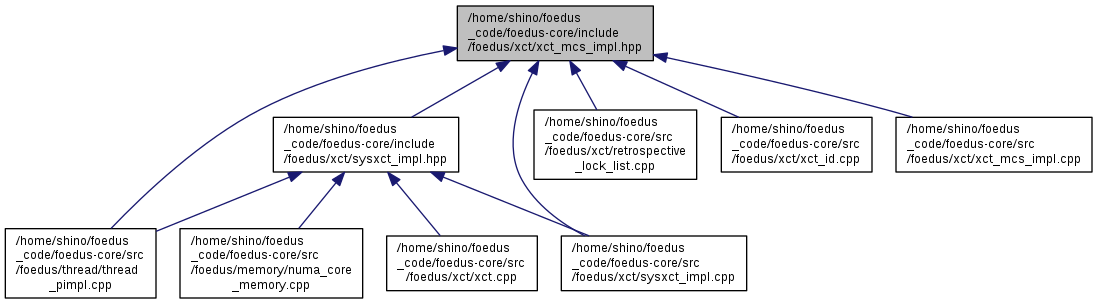 /home/shino/foedus
_code/foedus-core/include
/foedus/xct/xct_mcs_impl.hpp
/home/shino/foedus
_code/foedus-core/include
/foedus/xct/sysxct_impl.hpp
/home/shino/foedus
_code/foedus-core/src
/foedus/xct/retrospective
_lock_list.cpp
/home/shino/foedus
_code/foedus-core/src
/foedus/xct/xct_id.cpp
/home/shino/foedus
_code/foedus-core/src
/foedus/xct/xct_mcs_impl.cpp
/home/shino/foedus
_code/foedus-core/src
/foedus/thread/thread
_pimpl.cpp
/home/shino/foedus
_code/foedus-core/src
/foedus/memory/numa_core
_memory.cpp
/home/shino/foedus
_code/foedus-core/src
/foedus/xct/xct.cpp
/home/shino/foedus
_code/foedus-core/src
/foedus/xct/sysxct_impl.cpp